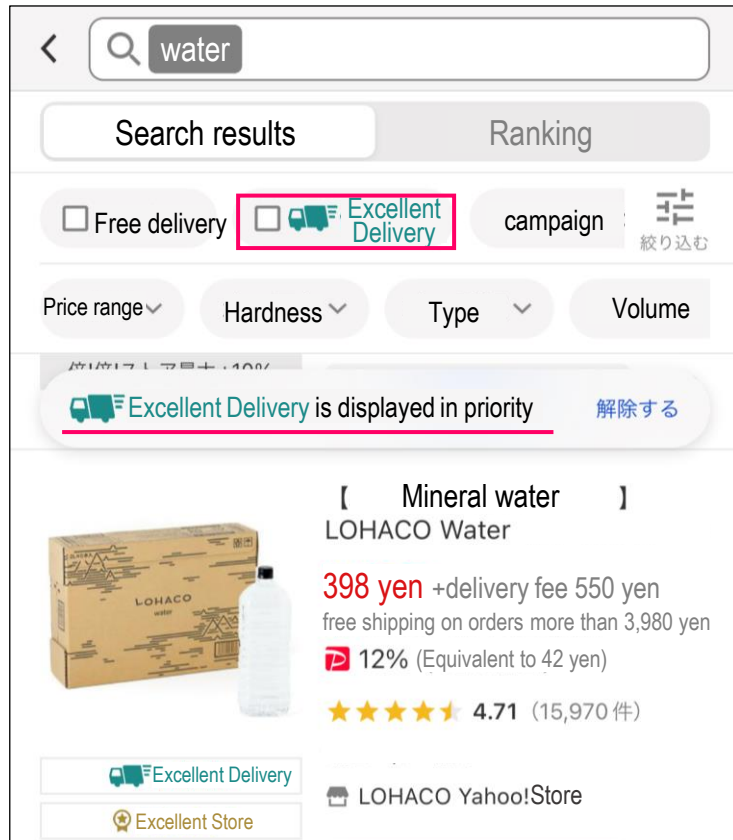 water
Search results
Ranking
Free delivery
Excellent
Delivery
campaign
絞り込む
Price range
Hardness
Type
Volume
Excellent Delivery is displayed in priority
解除する
【 Mineral water 】
LOHACO Water
398 yen +delivery fee 550 yen
free shipping on orders more than 3,980 yen
P 12% (Equivalent to 42 yen)
4.71 (15,970件)
LOHACO
water
Excellent Delivery
LOHACO Yahoo!Store
Excellent Store